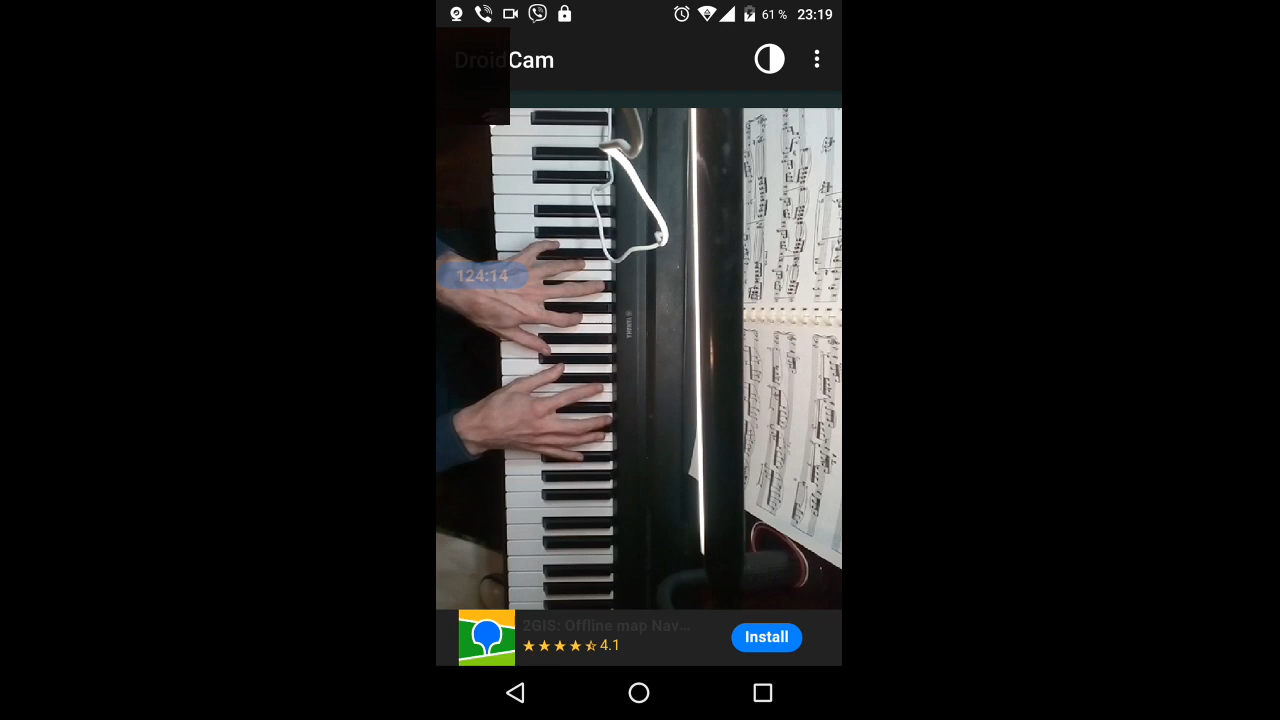 61 %
23:19
DroidCam
124:14
YAMAHA
2GIS: Offline map Nav...
4.1
Install